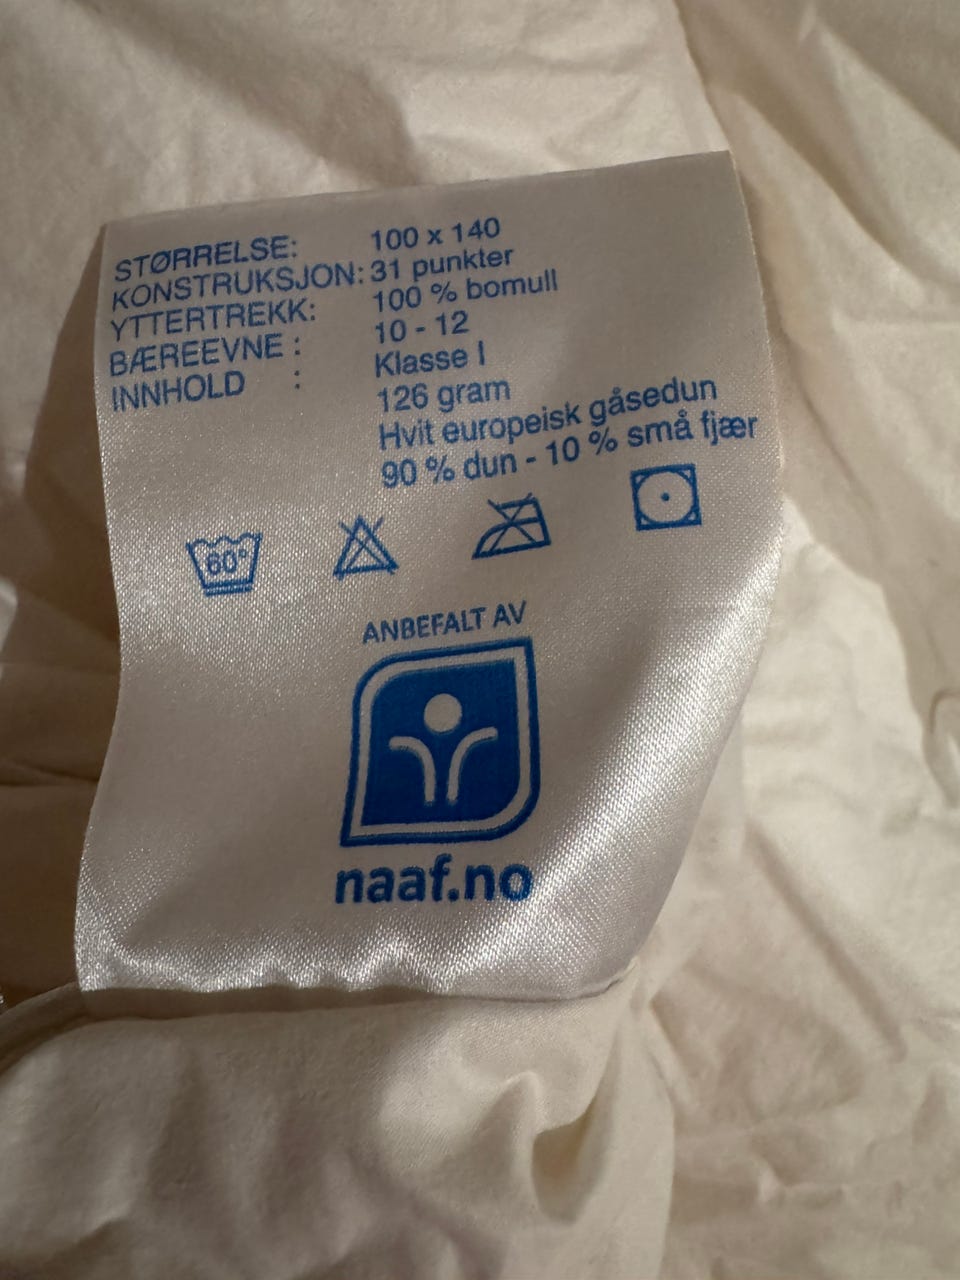 STØRRELSE: 100 x 140
KONSTRUKSJON: 31 punkter
YTTERTREKK: 100 % bomull
BÆREEVNE : 10 - 12
INNHOLD : Klasse I
126 gram
Hvit europeisk gåsedun
90 % dun - 10 % små fjær
60°
ANBEFALT AV
naaf.no